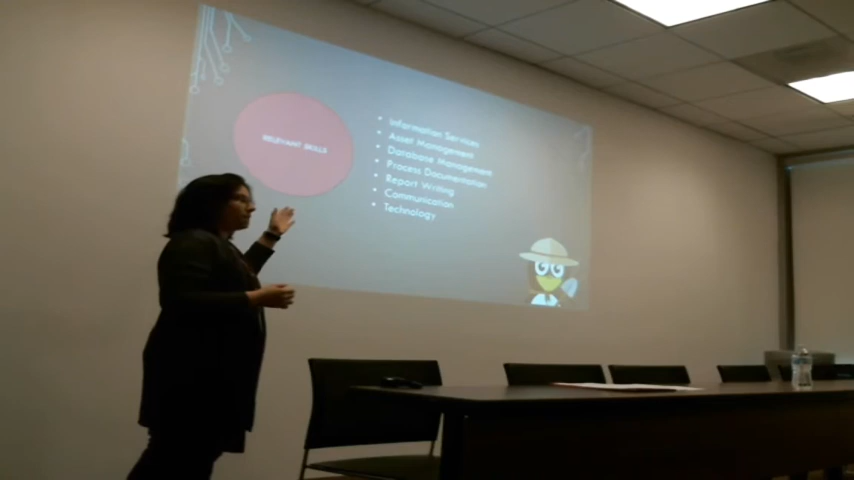 RELEVANT SKILLS
• Information Services
• Asset Management
• Database Management
• Process Documentation
• Report Writing
• Communication
• Technology